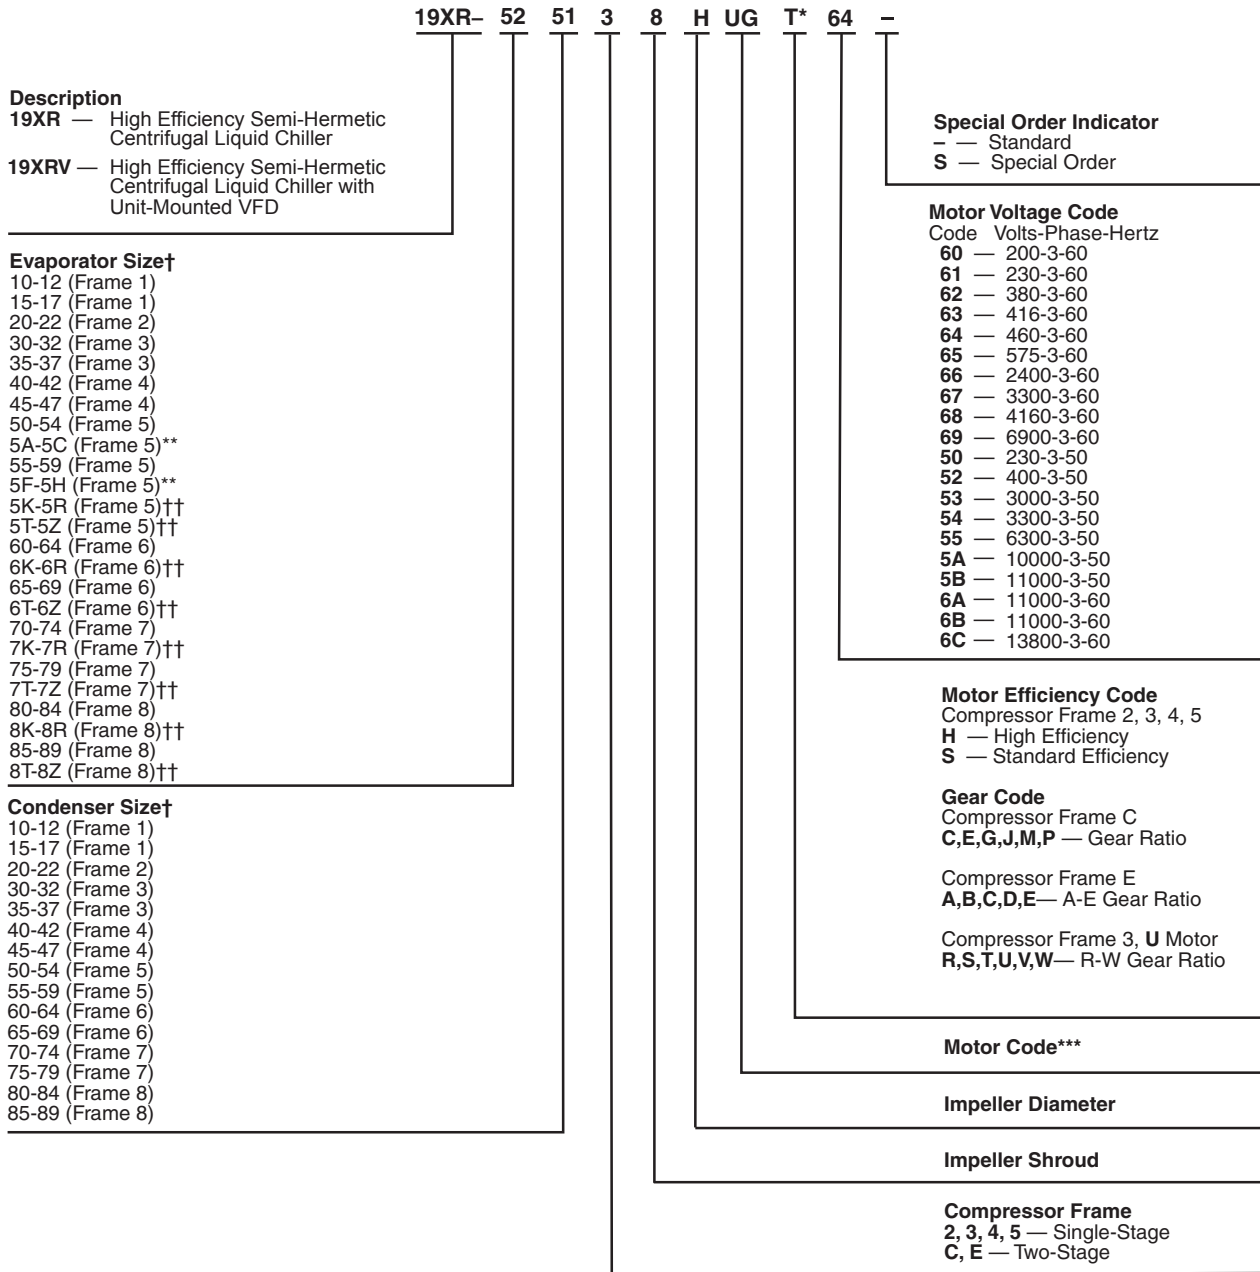 19XR– 52 51 3 8 H UG T* 64 –
Description
19XR — High Efficiency Semi-Hermetic
Centrifugal Liquid Chiller
19XRV — High Efficiency Semi-Hermetic
Centrifugal Liquid Chiller with
Unit-Mounted VFD
Evaporator Size†
10-12 (Frame 1)
15-17 (Frame 1)
20-22 (Frame 2)
30-32 (Frame 3)
35-37 (Frame 3)
40-42 (Frame 4)
45-47 (Frame 4)
50-54 (Frame 5)
5A-5C (Frame 5)**
55-59 (Frame 5)
5F-5H (Frame 5)**
5K-5R (Frame 5)††
5T-5Z (Frame 5)††
60-64 (Frame 6)
6K-6R (Frame 6)††
65-69 (Frame 6)
6T-6Z (Frame 6)††
70-74 (Frame 7)
7K-7R (Frame 7)††
75-79 (Frame 7)
7T-7Z (Frame 7)††
80-84 (Frame 8)
8K-8R (Frame 8)††
85-89 (Frame 8)
8T-8Z (Frame 8)††
Condenser Size†
10-12 (Frame 1)
15-17 (Frame 1)
20-22 (Frame 2)
30-32 (Frame 3)
35-37 (Frame 3)
40-42 (Frame 4)
45-47 (Frame 4)
50-54 (Frame 5)
55-59 (Frame 5)
60-64 (Frame 6)
65-69 (Frame 6)
70-74 (Frame 7)
75-79 (Frame 7)
80-84 (Frame 8)
85-89 (Frame 8)
Special Order Indicator
– — Standard
S — Special Order
Motor Voltage Code
Code Volts-Phase-Hertz
60 — 200-3-60
61 — 230-3-60
62 — 380-3-60
63 — 416-3-60
64 — 460-3-60
65 — 575-3-60
66 — 2400-3-60
67 — 3300-3-60
68 — 4160-3-60
69 — 6900-3-60
50 — 230-3-50
52 — 400-3-50
53 — 3000-3-50
54 — 3300-3-50
55 — 6300-3-50
5A — 10000-3-50
5B — 11000-3-50
6A — 11000-3-60
6B — 11000-3-60
6C — 13800-3-60
Motor Efficiency Code
Compressor Frame 2, 3, 4, 5
H — High Efficiency
S — Standard Efficiency
Gear Code
Compressor Frame C
C,E,G,J,M,P — Gear Ratio
Compressor Frame E
A,B,C,D,E— A-E Gear Ratio
Compressor Frame 3, U Motor
R,S,T,U,V,W— R-W Gear Ratio
Motor Code***
Impeller Diameter
Impeller Shroud
Compressor Frame
2, 3, 4, 5 — Single-Stage
C, E — Two-Stage